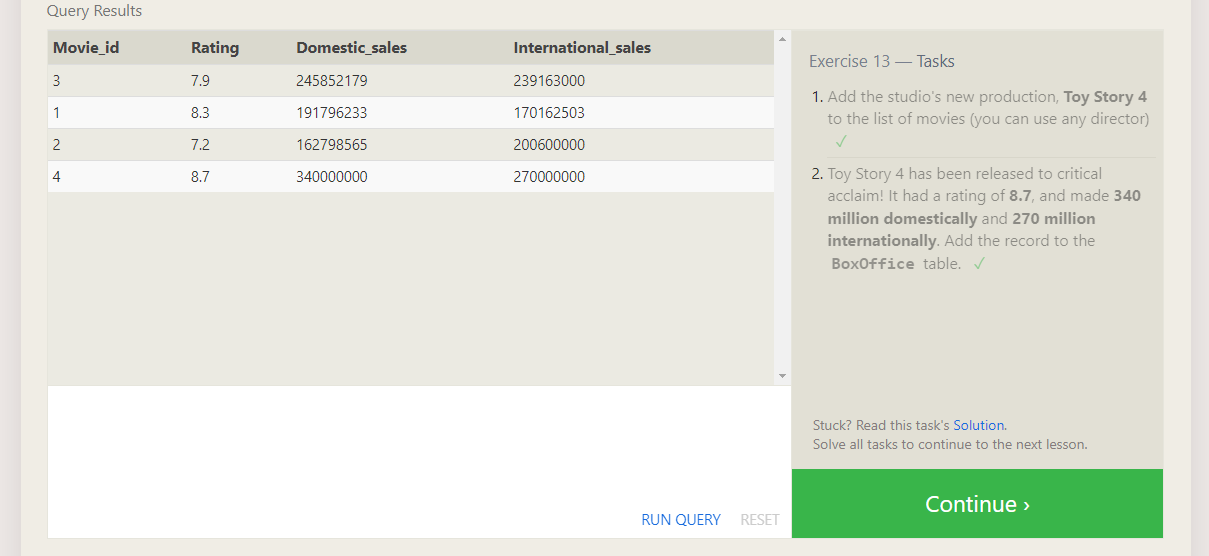 Query Results
Movie_id Rating Domestic_sales International_sales
3 7.9 245852179 239163000
1 8.3 191796233 170162503
2 7.2 162798565 200600000
4 8.7 340000000 270000000
RUN QUERY RESET
Exercise 13 — Tasks
1. Add the studio's new production, Toy Story 4
to the list of movies (you can use any director)
✓
2. Toy Story 4 has been released to critical
acclaim! It had a rating of 8.7, and made 340
million domestically and 270 million
internationally. Add the record to the
BoxOffice table. ✓
Stuck? Read this task's Solution.
Solve all tasks to continue to the next lesson.
Continue ›